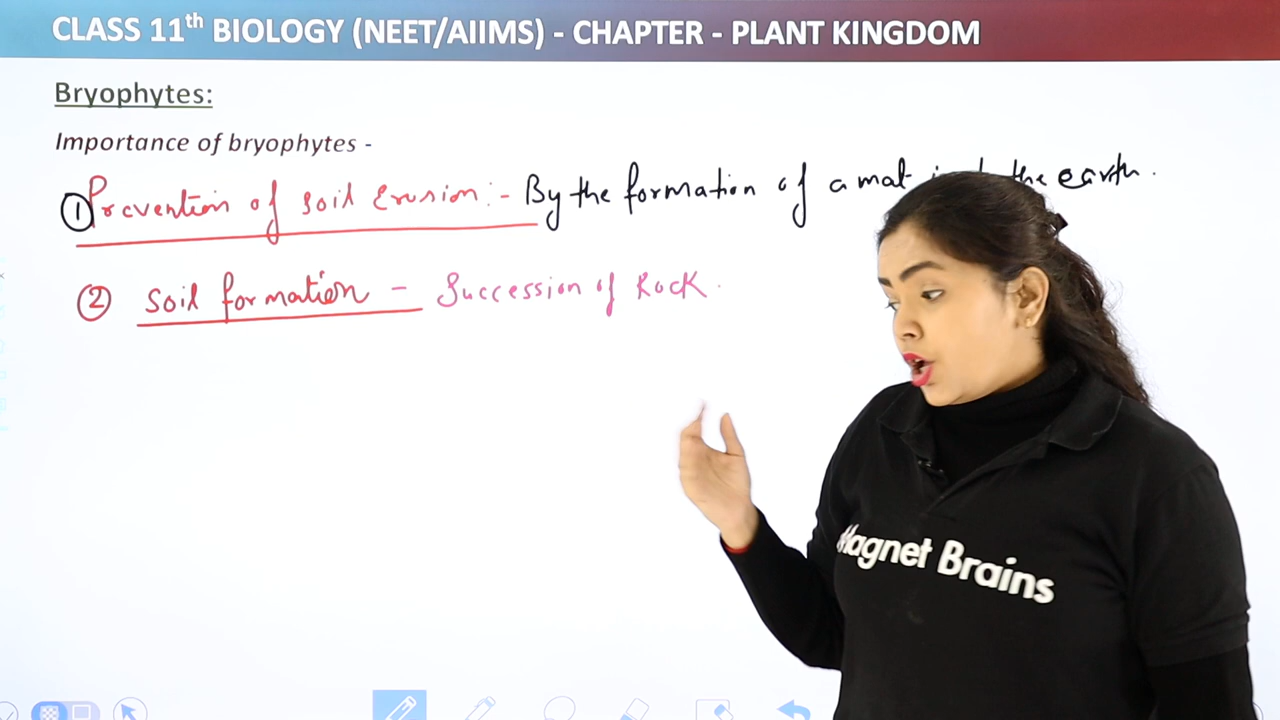 CLASS 11th BIOLOGY (NEET/AIIMS) - CHAPTER - PLANT KINGDOM
Bryophytes:
Importance of bryophytes -
① Prevention of soil Erosion :- By the formation of a mat the earth.
② soil formation - Succession of Rock.
Magnet Brains